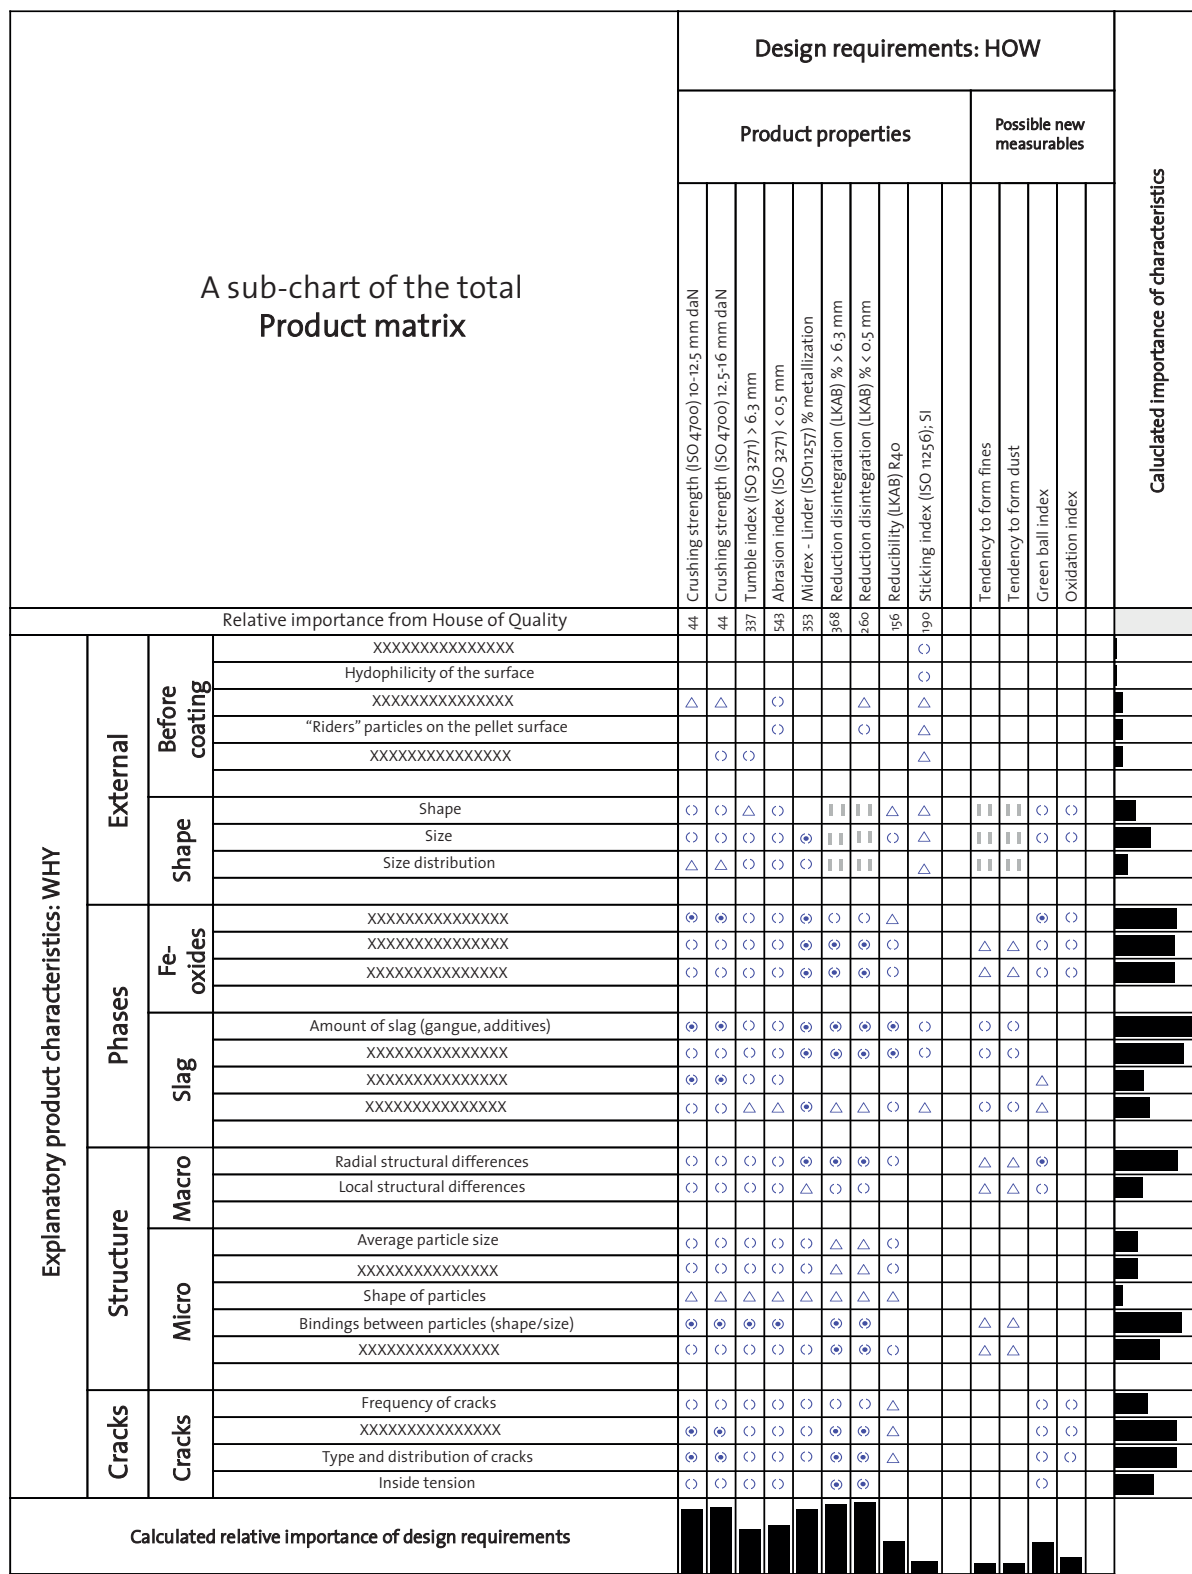 Design requirements: HOW
Product properties
Possible new
measurables
Caluclated importance of characteristics
A sub-chart of the total
Product matrix
Crushing strength (ISO 4700) 10-12.5 mm daN
Crushing strength (ISO 4700) 12.5-16 mm daN
Tumble index (ISO 3271) > 6.3 mm
Abrasion index (ISO 3271) < 0.5 mm
Midrex - Linder (ISO11257) % metallization
Reduction disintegration (LKAB) % > 6.3 mm
Reduction disintegration (LKAB) % < 0.5 mm
Reducibility (LKAB) R40
Sticking index (ISO 11256); SI
Tendency to form fines
Tendency to form dust
Green ball index
Oxidation index
Relative importance from House of Quality
44 44 337 543 353 368 260 156 190
Explanatory product characteristics: WHY
External
Before
coating
XXXXXXXXXXXXXXX
Hydophilicity of the surface
XXXXXXXXXXXXXXX
“Riders” particles on the pellet surface
XXXXXXXXXXXXXXX
Shape
Shape
Size
Size distribution
Phases
Fe-
oxides
XXXXXXXXXXXXXXX
XXXXXXXXXXXXXXX
XXXXXXXXXXXXXXX
Slag
Amount of slag (gangue, additives)
XXXXXXXXXXXXXXX
XXXXXXXXXXXXXXX
XXXXXXXXXXXXXXX
Structure
Macro
Radial structural differences
Local structural differences
Micro
Average particle size
XXXXXXXXXXXXXXX
Shape of particles
Bindings between particles (shape/size)
XXXXXXXXXXXXXXX
Cracks
Cracks
Frequency of cracks
XXXXXXXXXXXXXXX
Type and distribution of cracks
Inside tension
Calculated relative importance of design requirements